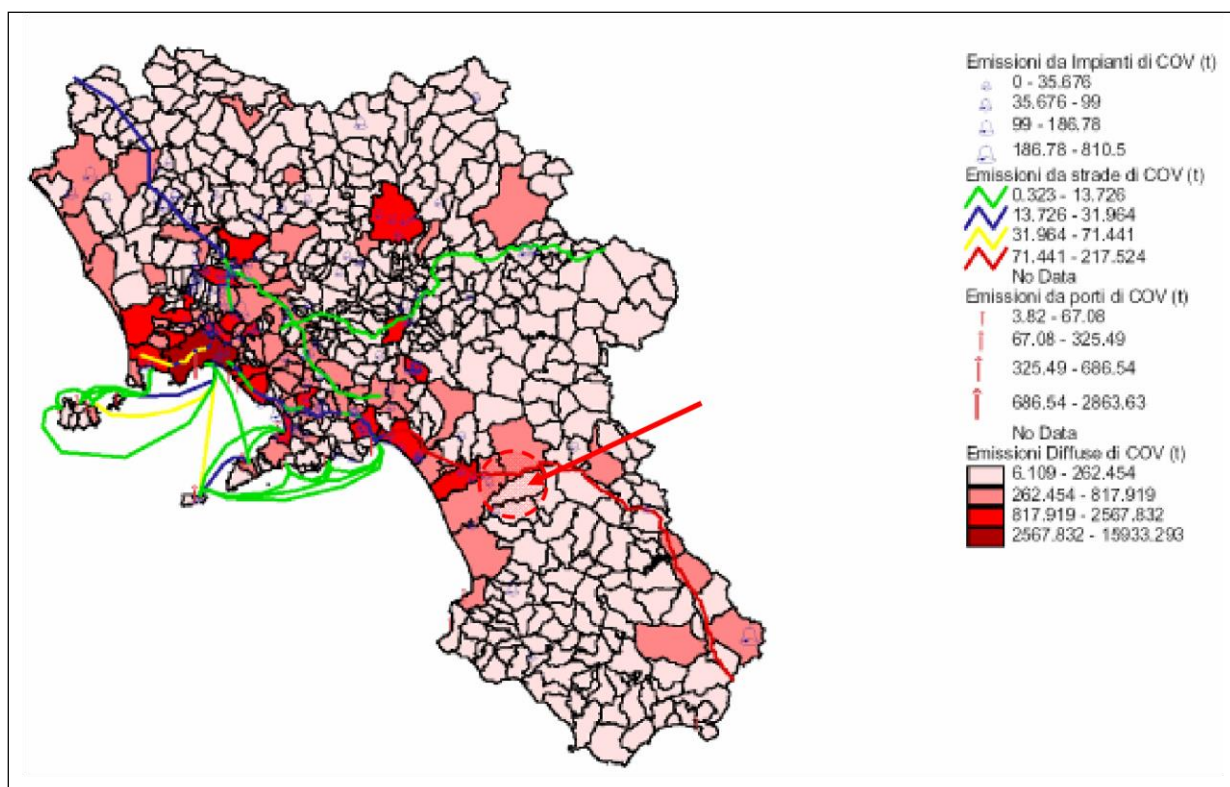 Emissioni da Impianti di COV (t)
0 - 35.676
35.676 - 99
99 - 186.78
186.78 - 810.5
Emissioni da strade di COV (t)
0.323 - 13.726
13.726 - 31.964
31.964 - 71.441
71.441 - 217.524
No Data
Emissioni da porti di COV (t)
3.82 - 67.08
67.08 - 325.49
325.49 - 686.54
686.54 - 2863.63
No Data
Emissioni Diffuse di COV (t)
6.109 - 262.454
262.454 - 817.919
817.919 - 2567.832
2567.832 - 15933.293